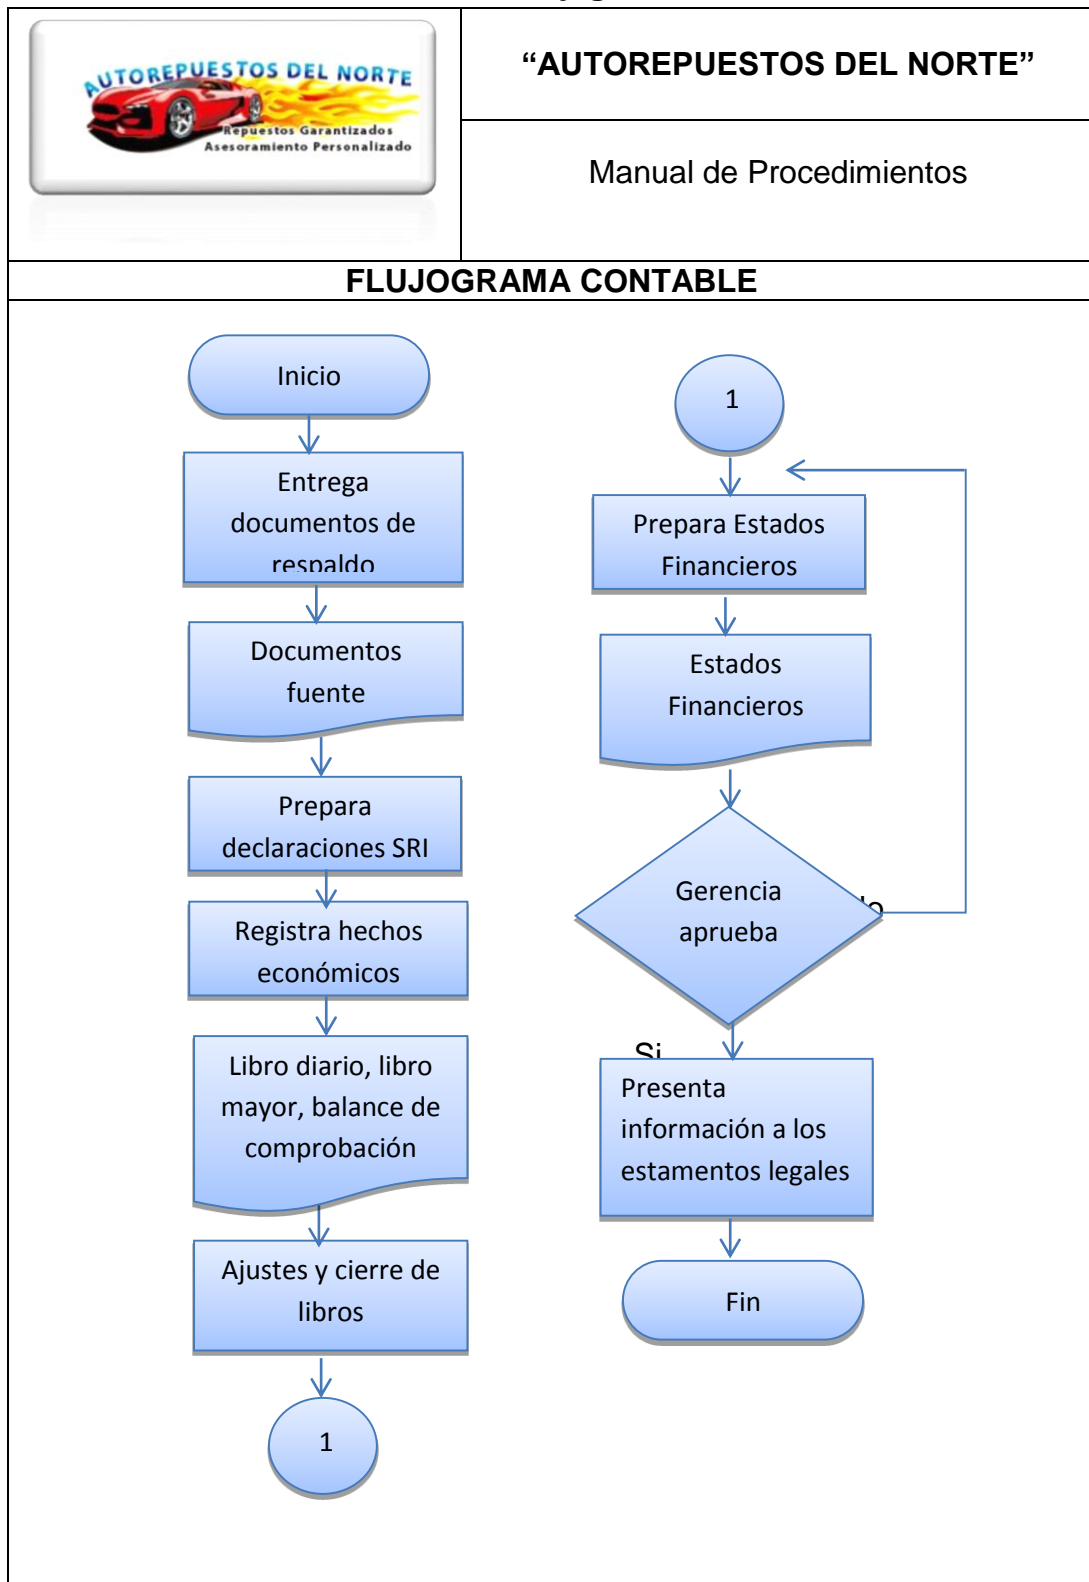 AUTOREPUESTOS DEL NORTE
Repuestos Garantizados
Asesoramiento Personalizado
“AUTOREPUESTOS DEL NORTE”
Manual de Procedimientos
FLUJOGRAMA CONTABLE
Inicio
Entrega
documentos de
respaldo
Documentos
fuente
Prepara
declaraciones SRI
Registra hechos
económicos
Libro diario, libro
mayor, balance de
comprobación
Ajustes y cierre de
libros
1
1
Prepara Estados
Financieros
Estados
Financieros
Gerencia
aprueba
Si
Presenta
información a los
estamentos legales
Fin